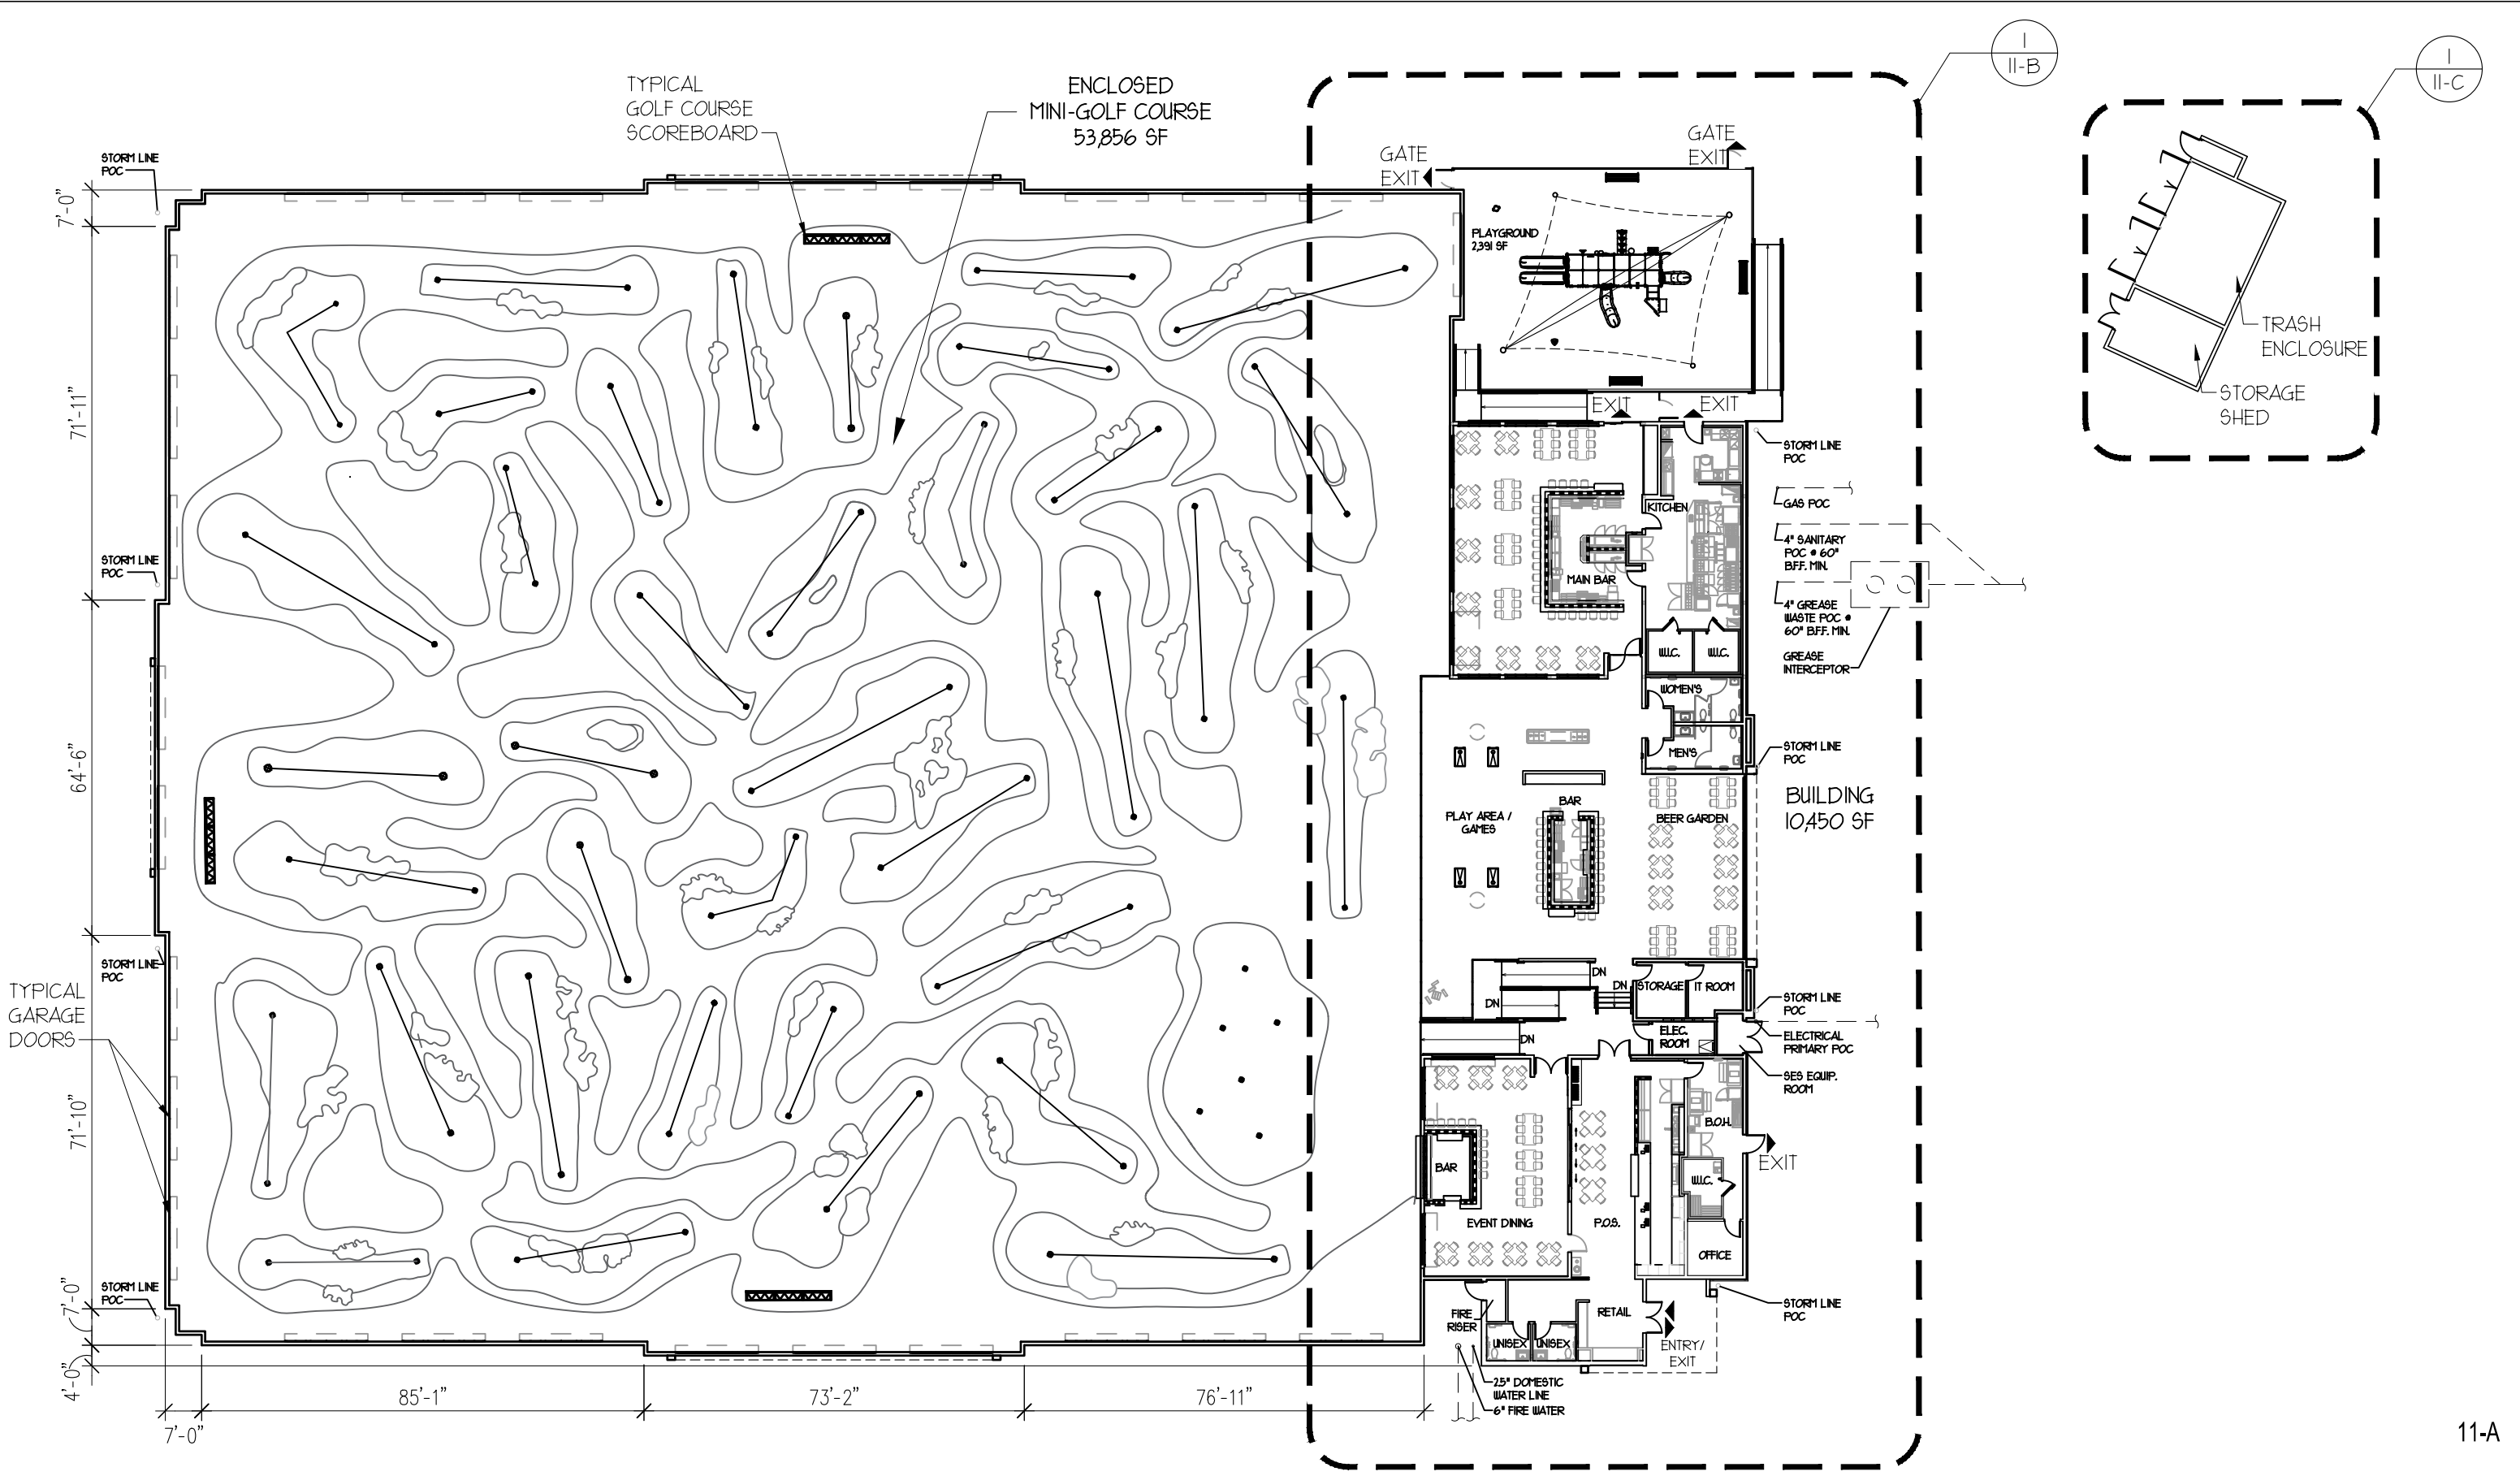 1
11-B
1
11-C
TYPICAL
GOLF COURSE
SCOREBOARD
ENCLOSED
MINI-GOLF COURSE
53,856 SF
GATE
EXIT
GATE
EXIT
STORM LINE
POC
7'-0"
PLAYGROUND
2,391 SF
TRASH
ENCLOSURE
STORAGE
SHED
71'-11"
EXIT
EXIT
STORM LINE
POC
GAS POC
KITCHEN
4" SANITARY
POC @ 60"
B.F.F. MIN.
STORM LINE
POC
MAIN BAR
4" GREASE
WASTE POC @
60" B.F.F. MIN.
GREASE
INTERCEPTOR
W.I.C.
W.I.C.
WOMEN'S
MEN'S
STORM LINE
POC
64'-6"
BUILDING
10,450 SF
PLAY AREA /
GAMES
BAR
BEER GARDEN
STORM LINE
POC
DN
DN
DN
STORAGE
IT ROOM
STORM LINE
POC
TYPICAL
GARAGE
DOORS
DN
ELEC.
ROOM
ELECTRICAL
PRIMARY POC
SES EQUIP.
ROOM
71'-10"
B.O.H.
EXIT
BAR
W.I.C.
EVENT DINING
P.O.S.
OFFICE
STORM LINE
POC
7'-0"
FIRE
RISER
RETAIL
STORM LINE
POC
UNISEX
UNISEX
ENTRY/
EXIT
4'-0"
2.5" DOMESTIC
WATER LINE
6" FIRE WATER
85'-1"
73'-2"
76'-11"
7'-0"
11-A